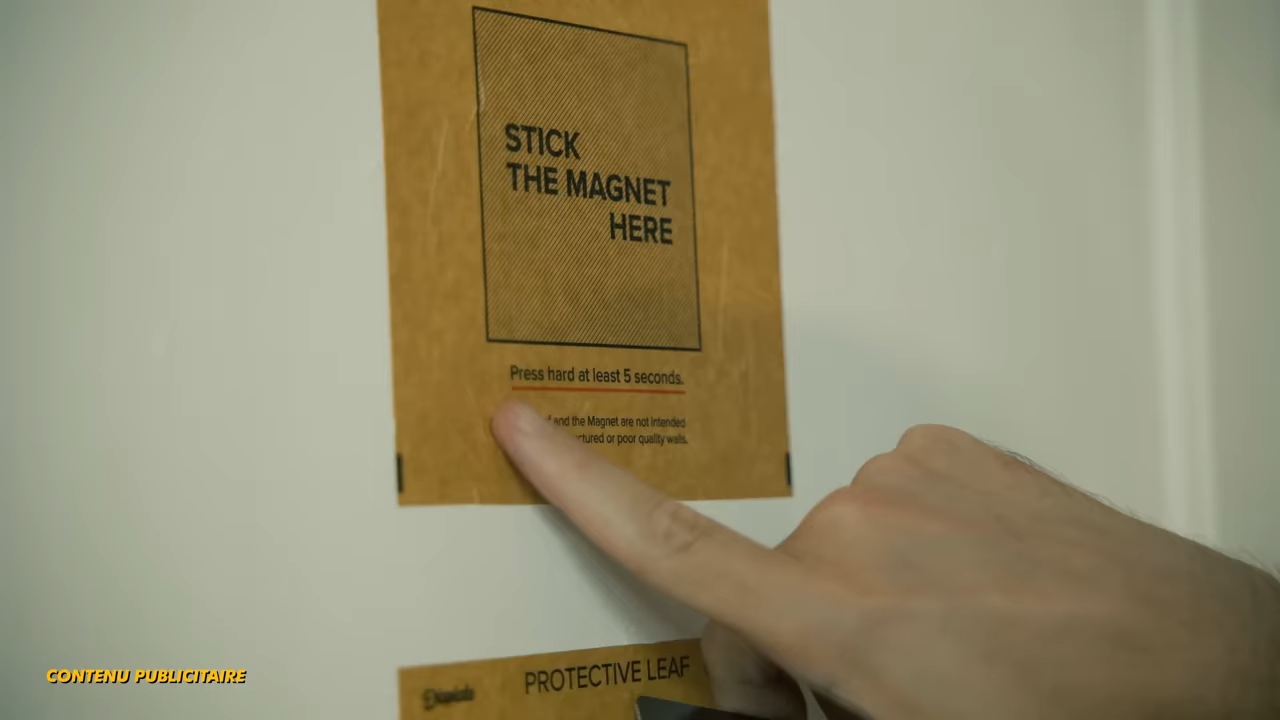 STICK
THE MAGNET
HERE
Press hard at least 5 seconds.
and the Magnet are not intended
or poor quality walls.
PROTECTIVE LEAF
CONTENU PUBLICITAIRE